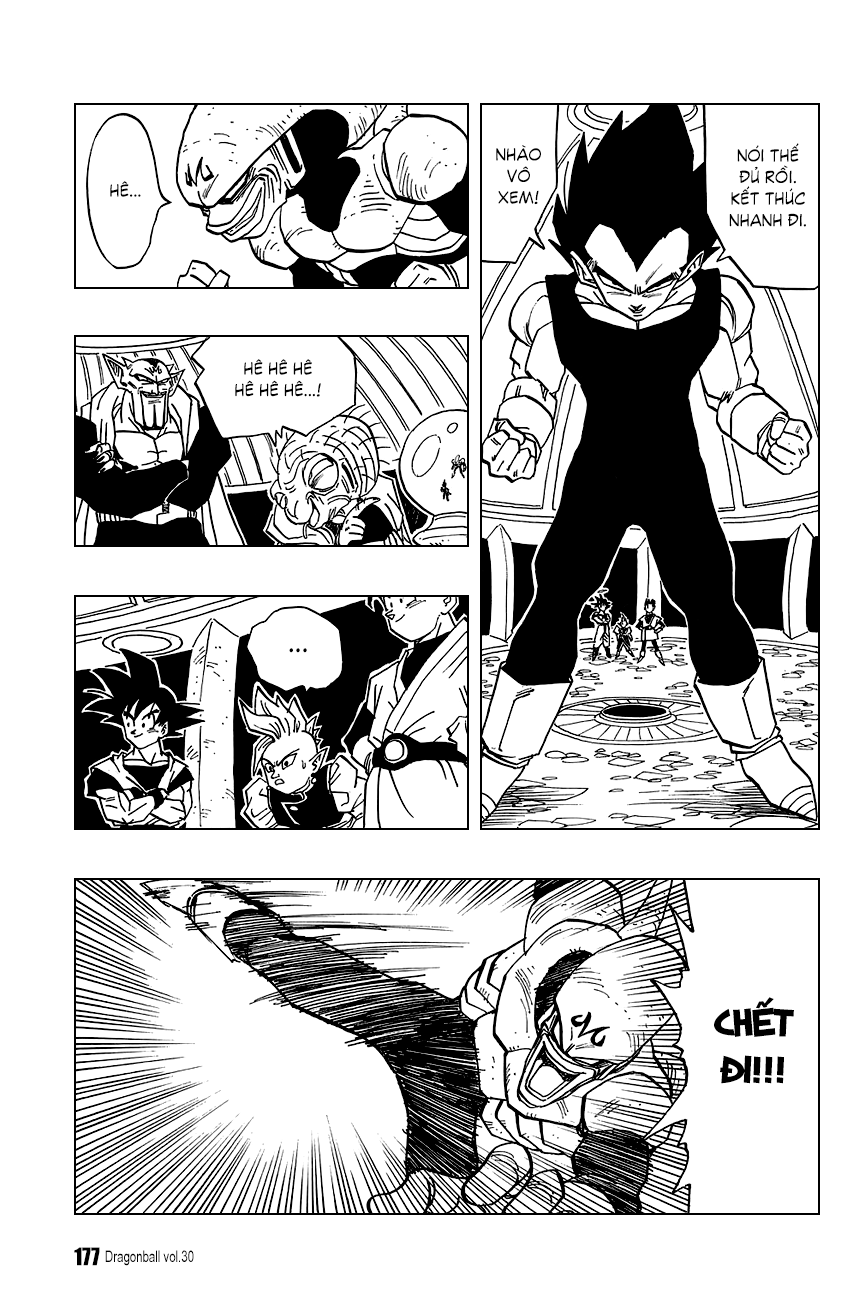 NÓI THẾ
ĐỦ RỒI.
KẾT THÚC
NHANH ĐI.
NHÀO
VÔ
XEM!
HÊ...
HÊ HÊ HÊ
HÊ HÊ HÊ...!
...
CHẾT
ĐI!!!
177 Dragonball vol.30